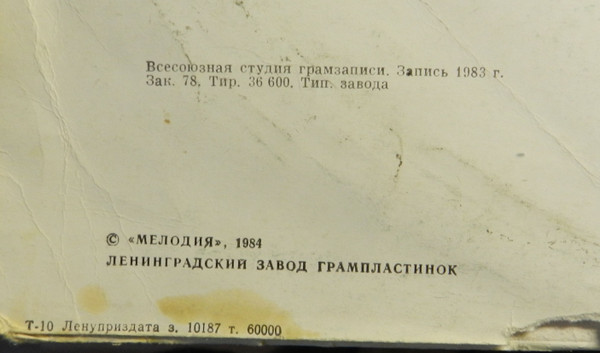 Всесоюзная студия грамзаписи. Запись 1983 г.
Зак. 78. Тир. 36 600. Тип. завода
© «МЕЛОДИЯ», 1984
ЛЕНИНГРАДСКИЙ ЗАВОД ГРАМПЛАСТИНОК
Т-10 Ленуприздата з. 10187 т. 60000